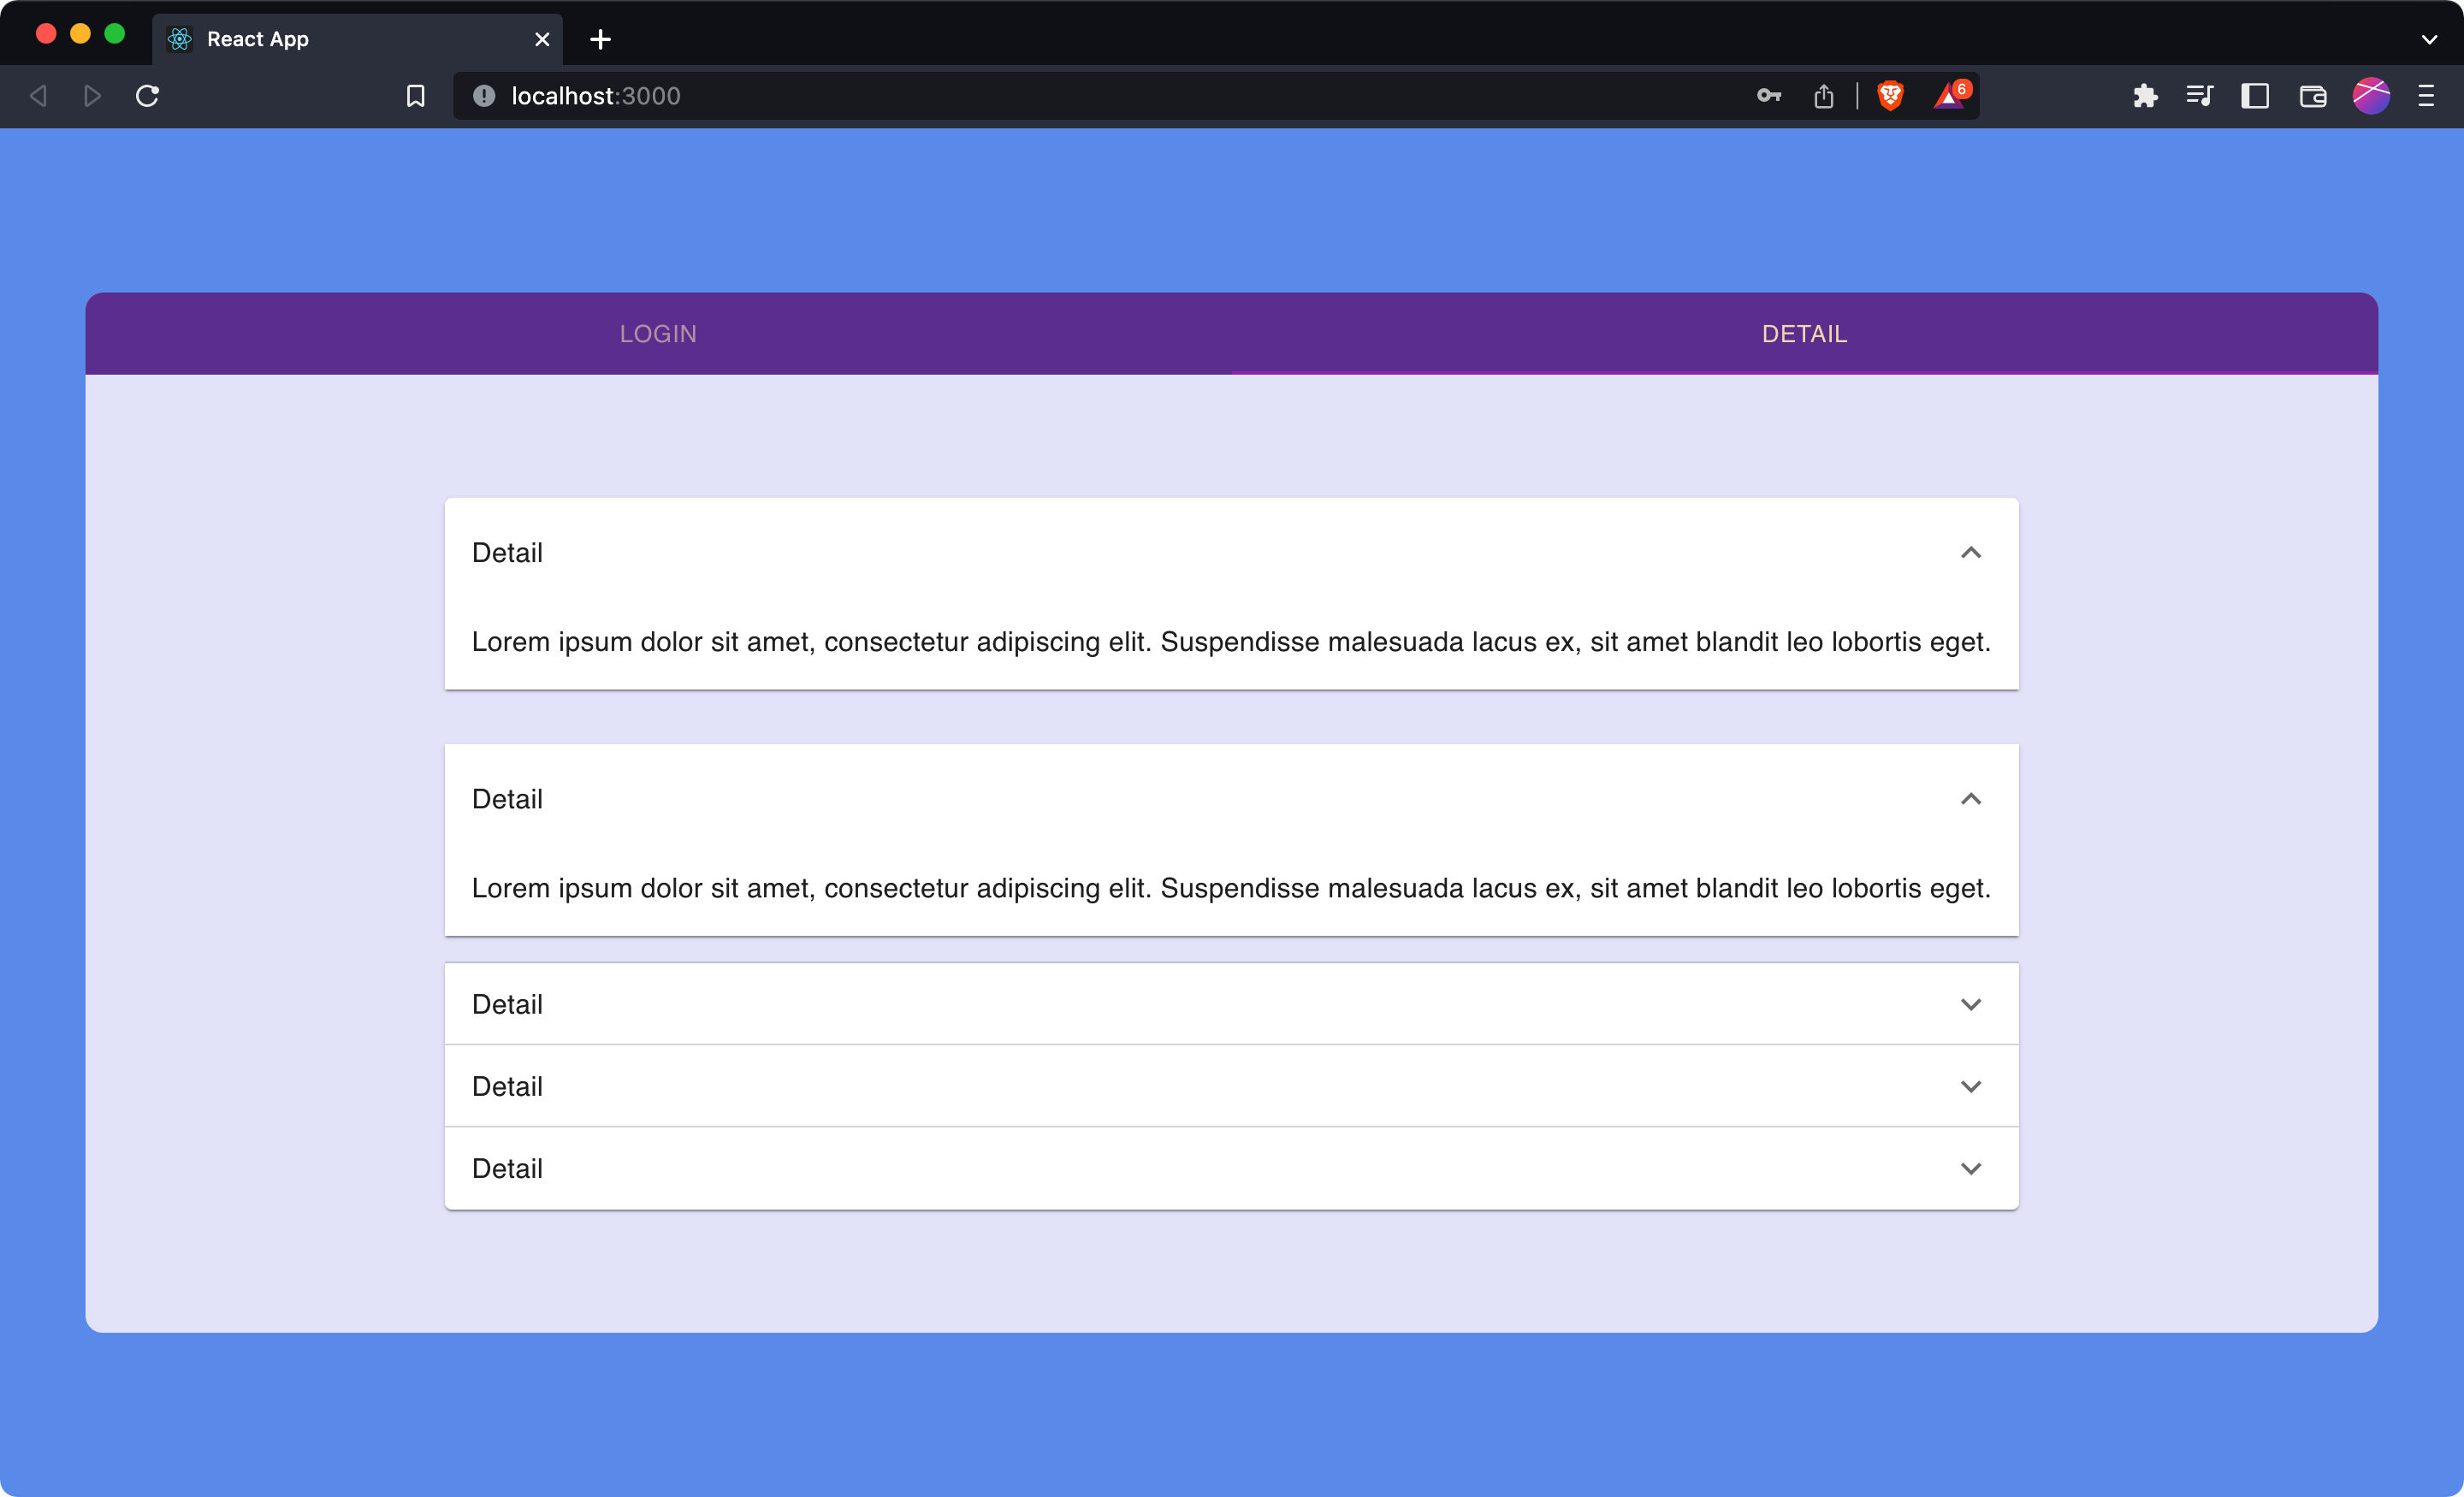 React App
localhost:3000
6
LOGIN
DETAIL
Detail
Lorem ipsum dolor sit amet, consectetur adipiscing elit. Suspendisse malesuada lacus ex, sit amet blandit leo lobortis eget.
Detail
Lorem ipsum dolor sit amet, consectetur adipiscing elit. Suspendisse malesuada lacus ex, sit amet blandit leo lobortis eget.
Detail
Detail
Detail